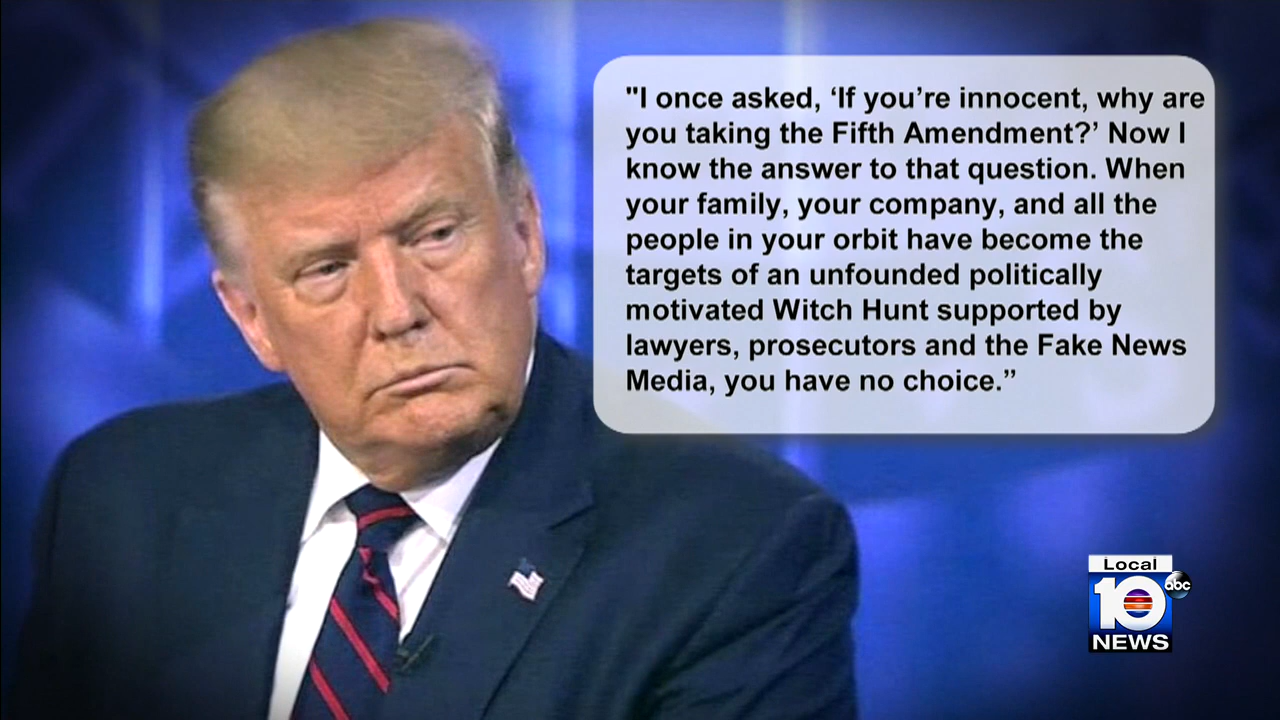 "I once asked, ‘If you’re innocent, why are
you taking the Fifth Amendment?’ Now I
know the answer to that question. When
your family, your company, and all the
people in your orbit have become the
targets of an unfounded politically
motivated Witch Hunt supported by
lawyers, prosecutors and the Fake News
Media, you have no choice.”
Local
10 abc
NEWS